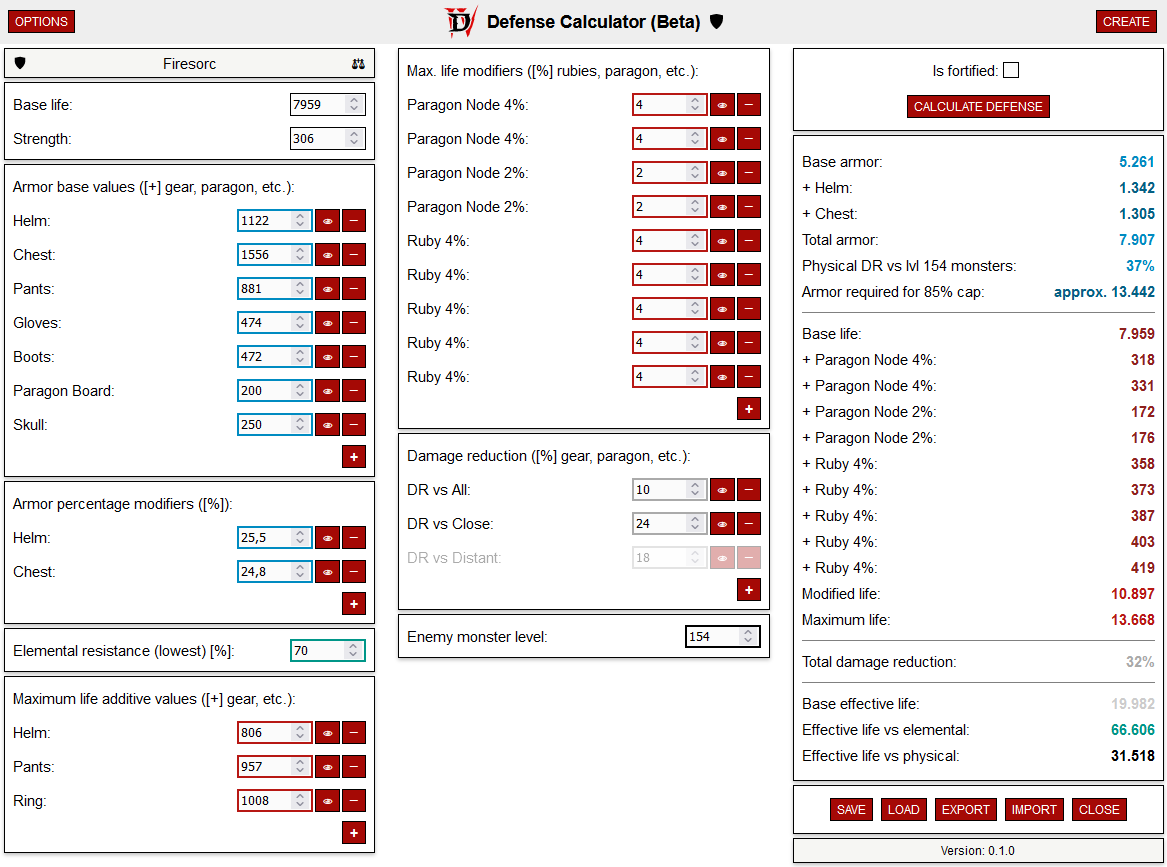 OPTIONS
Defense Calculator (Beta)
CREATE
Firesorc
Base life: 7959
Strength: 306
Armor base values ([+] gear, paragon, etc.):
Helm: 1122
Chest: 1556
Pants: 881
Gloves: 474
Boots: 472
Paragon Board: 200
Skull: 250
+
Armor percentage modifiers ([%]):
Helm: 25,5
Chest: 24,8
+
Elemental resistance (lowest) [%]: 70
Maximum life additive values ([+] gear, etc.):
Helm: 806
Pants: 957
Ring: 1008
+
Max. life modifiers ([%] rubies, paragon, etc.):
Paragon Node 4%: 4
Paragon Node 4%: 4
Paragon Node 2%: 2
Paragon Node 2%: 2
Ruby 4%: 4
Ruby 4%: 4
Ruby 4%: 4
Ruby 4%: 4
Ruby 4%: 4
+
Damage reduction ([%] gear, paragon, etc.):
DR vs All: 10
DR vs Close: 24
DR vs Distant: 18
+
Enemy monster level: 154
Is fortified:
CALCULATE DEFENSE
Base armor: 5.261
+ Helm: 1.342
+ Chest: 1.305
Total armor: 7.907
Physical DR vs lvl 154 monsters: 37%
Armor required for 85% cap: approx. 13.442
Base life: 7.959
+ Paragon Node 4%: 318
+ Paragon Node 4%: 331
+ Paragon Node 2%: 172
+ Paragon Node 2%: 176
+ Ruby 4%: 358
+ Ruby 4%: 373
+ Ruby 4%: 387
+ Ruby 4%: 403
+ Ruby 4%: 419
Modified life: 10.897
Maximum life: 13.668
Total damage reduction: 32%
Base effective life: 19.982
Effective life vs elemental: 66.606
Effective life vs physical: 31.518
SAVE LOAD EXPORT IMPORT CLOSE
Version: 0.1.0